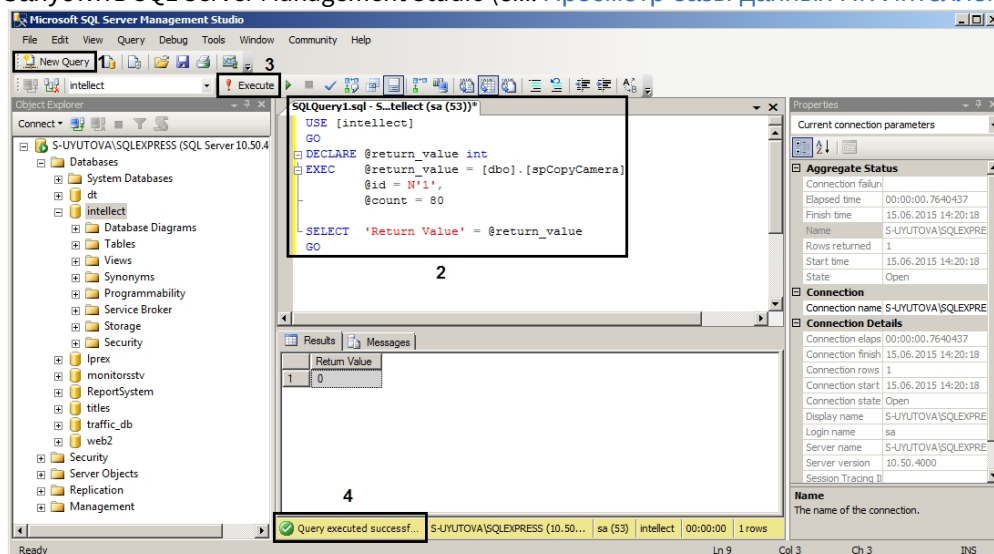 SQL Server Management Studio
Microsoft SQL Server Management Studio
File Edit View Query Debug Tools Window Community Help
New Query 1
3
intellect Execute
Object Explorer
Connect
S-UYUTOVA\SQLEXPRESS (SQL Server 10.50.4
Databases
System Databases
dt
intellect
Database Diagrams
Tables
Views
Synonyms
Programmability
Service Broker
Storage
Security
lprex
monitorsstv
ReportSystem
titles
traffic_db
web2
Security
Server Objects
Replication
Management
SQLQuery1.sql - S...tellect (sa (53))*
USE [intellect]
GO
DECLARE @return_value int
EXEC @return_value = [dbo].[spCopyCamera]
@id = N'1',
@count = 80
SELECT 'Return Value' = @return_value
GO
2
Results Messages
Return Value
1 0
4
Query executed successf... S-UYUTOVA\SQLEXPRESS (10.50... sa (53) intellect 00:00:00 1 rows
Properties
Current connection parameters
Aggregate Status
Connection failure
Elapsed time 00:00:00.7640437
Finish time 15.06.2015 14:20:18
Name S-UYUTOVA\SQLEXPRE
Rows returned 1
Start time 15.06.2015 14:20:18
State Open
Connection
Connection name S-UYUTOVA\SQLEXPRE
Connection Details
Connection elaps 00:00:00.7640437
Connection finish 15.06.2015 14:20:18
Connection rows 1
Connection start 15.06.2015 14:20:18
Connection state Open
Display name S-UYUTOVA\SQLEXPRE
Login name sa
Server name S-UYUTOVA\SQLEXPRE
Server version 10.50.4000
Session Tracing I
Name
The name of the connection.
Ready Ln 9 Col 3 Ch 3 INS